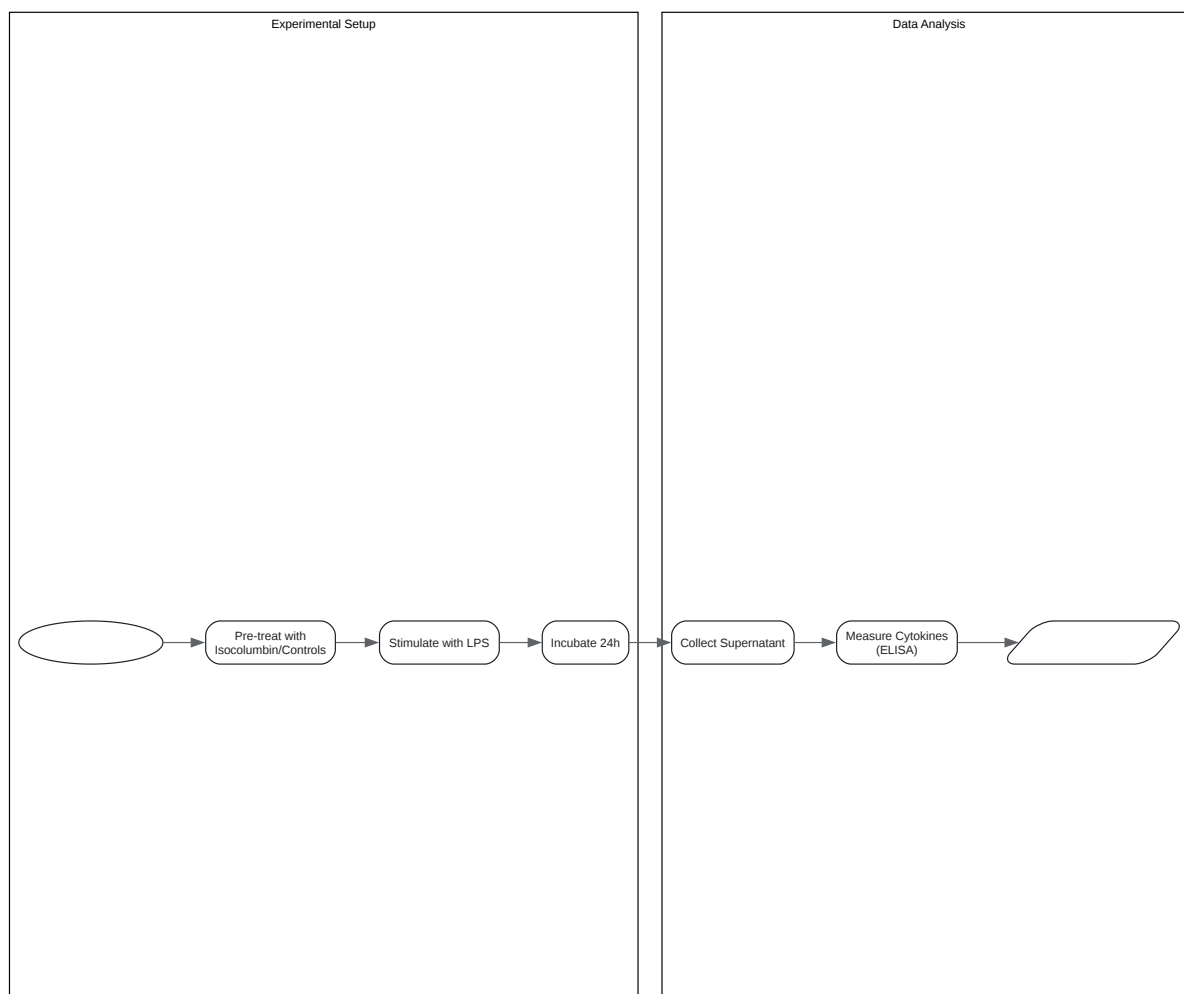 Experimental Setup
Data Analysis
Pre-treat with
Isocolumbin/Controls
Stimulate with LPS
Incubate 24h
Collect Supernatant
Measure Cytokines
(ELISA)